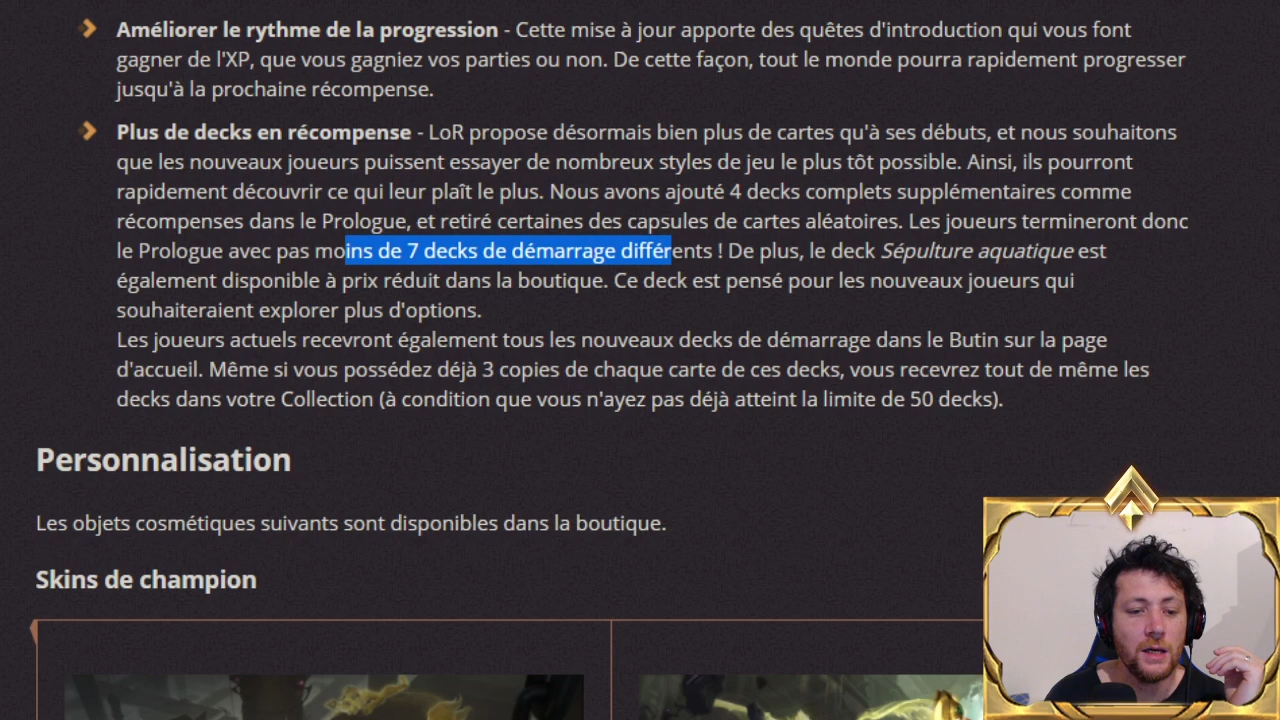 Améliorer le rythme de la progression - Cette mise à jour apporte des quêtes d'introduction qui vous font
gagner de l'XP, que vous gagniez vos parties ou non. De cette façon, tout le monde pourra rapidement progresser
jusqu'à la prochaine récompense.
Plus de decks en récompense - LoR propose désormais bien plus de cartes qu'à ses débuts, et nous souhaitons
que les nouveaux joueurs puissent essayer de nombreux styles de jeu le plus tôt possible. Ainsi, ils pourront
rapidement découvrir ce qui leur plaît le plus. Nous avons ajouté 4 decks complets supplémentaires comme
récompenses dans le Prologue, et retiré certaines des capsules de cartes aléatoires. Les joueurs termineront donc
le Prologue avec pas moins de 7 decks de démarrage différents ! De plus, le deck Sépulture aquatique est
également disponible à prix réduit dans la boutique. Ce deck est pensé pour les nouveaux joueurs qui
souhaiteraient explorer plus d'options.
Les joueurs actuels recevront également tous les nouveaux decks de démarrage dans le Butin sur la page
d'accueil. Même si vous possédez déjà 3 copies de chaque carte de ces decks, vous recevrez tout de même les
decks dans votre Collection (à condition que vous n'ayez pas déjà atteint la limite de 50 decks).
Personnalisation
Les objets cosmétiques suivants sont disponibles dans la boutique.
Skins de champion